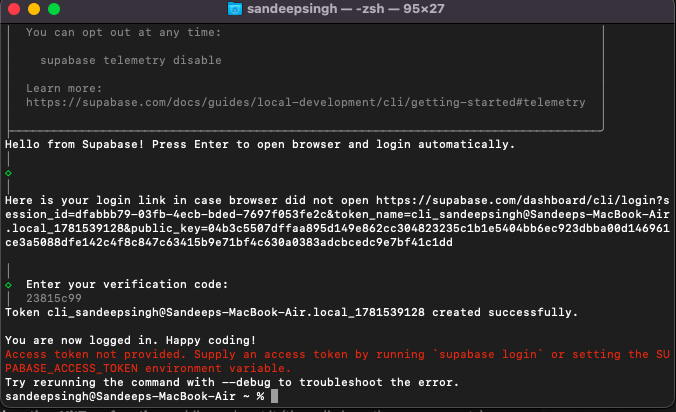 sandeepsingh — -zsh — 95×27
You can opt out at any time:
supabase telemetry disable
Learn more:
https://supabase.com/docs/guides/local-development/cli/getting-started#telemetry
Hello from Supabase! Press Enter to open browser and login automatically.
Here is your login link in case browser did not open https://supabase.com/dashboard/cli/login?s
ession_id=dfabbb79-03fb-4ecb-bded-7697f053fe2c&token_name=cli_sandeepsingh@Sandeeps-MacBook-Air
.local_1781539128&public_key=04b3c5507dffaa895d149e862cc304823235c1b1e5404bb6ec923dbba00d146961
ce3a5088dfe142c4f8c847c63415b9e71bf4c630a0383adcbcedc9e7bf41c1dd
Enter your verification code:
23815c99
Token cli_sandeepsingh@Sandeeps-MacBook-Air.local_1781539128 created successfully.
You are now logged in. Happy coding!
Access token not provided. Supply an access token by running `supabase login` or setting the SU
PABASE_ACCESS_TOKEN environment variable.
Try rerunning the command with --debug to troubleshoot the error.
sandeepsingh@Sandeeps-MacBook-Air ~ %